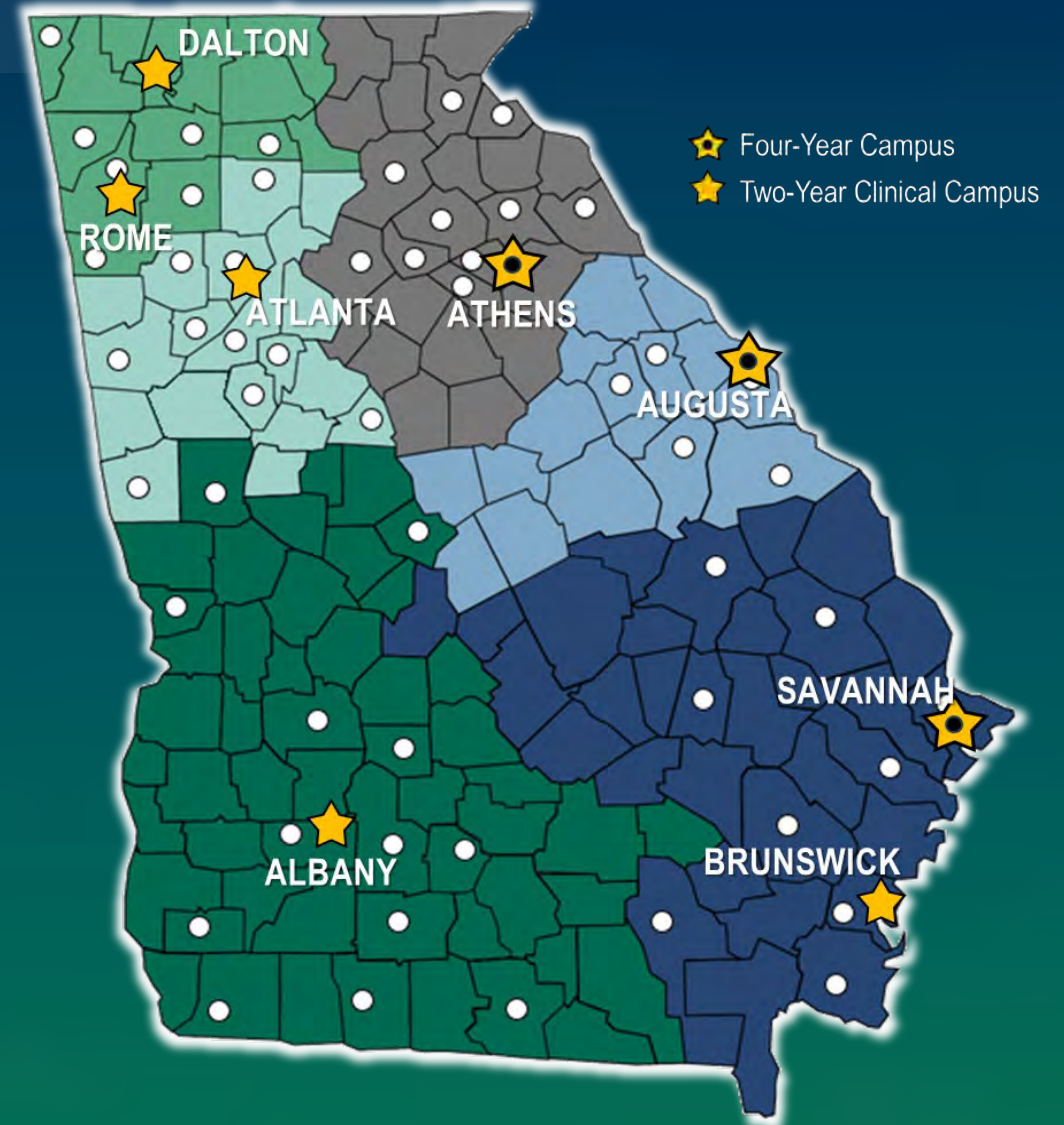 DALTON
Four-Year Campus
Two-Year Clinical Campus
ROME
ATLANTA
ATHENS
AUGUSTA
SAVANNAH
BRUNSWICK
ALBANY